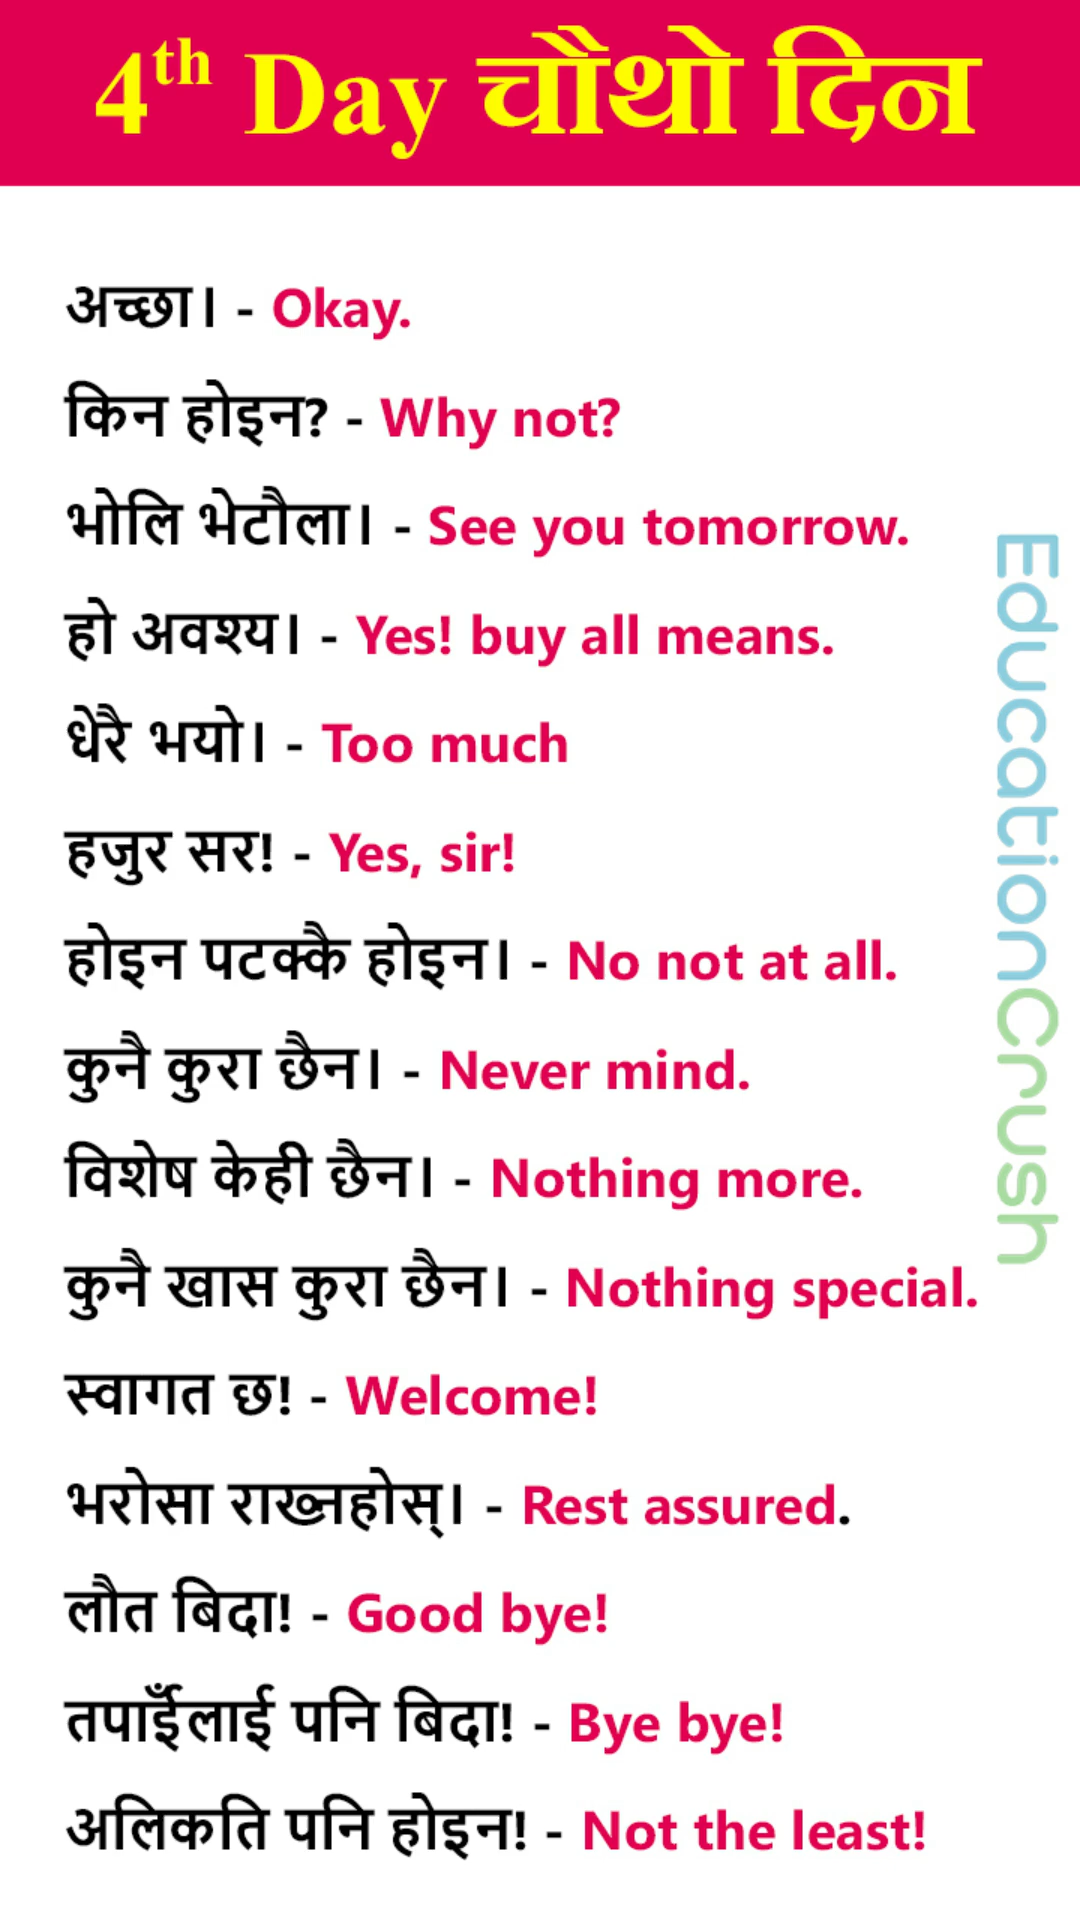 4th Day चौथो दिन
अच्छा। - Okay.
किन होइन? - Why not?
भोलि भेटौला। - See you tomorrow.
हो अवश्य। - Yes! buy all means.
धेरै भयो। - Too much
हजुर सर! - Yes, sir!
होइन पटक्कै होइन। - No not at all.
कुनै कुरा छैन। - Never mind.
विशेष केही छैन। - Nothing more.
कुनै खास कुरा छैन। - Nothing special.
स्वागत छ! - Welcome!
भरोसा राख्नहोस्। - Rest assured.
लौत बिदा! - Good bye!
तपाईँलाई पनि बिदा! - Bye bye!
अलिकति पनि होइन! - Not the least!
EducationCrush